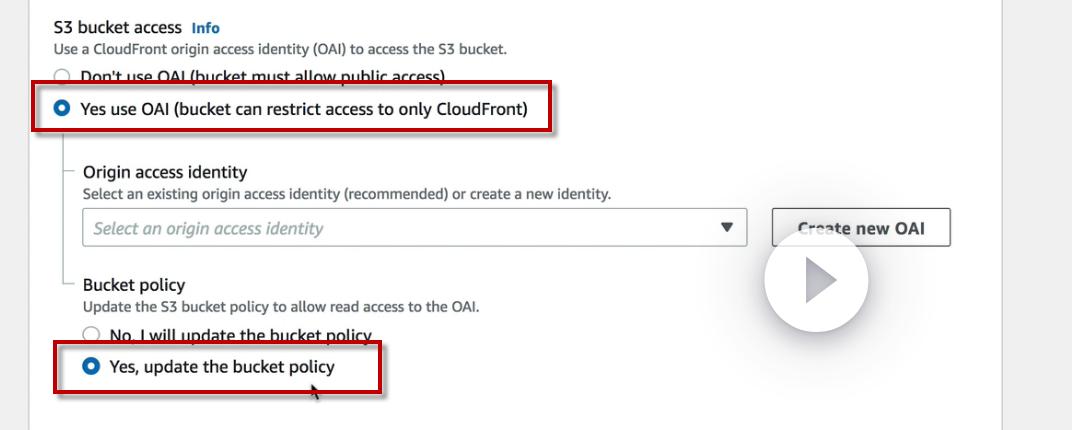 S3 bucket access Info
Use a CloudFront origin access identity (OAI) to access the S3 bucket.
Don't use OAI (bucket must allow public access)
Yes use OAI (bucket can restrict access to only CloudFront)
Origin access identity
Select an existing origin access identity (recommended) or create a new identity.
Select an origin access identity
Create new OAI
Bucket policy
Update the S3 bucket policy to allow read access to the OAI.
No, I will update the bucket policy
Yes, update the bucket policy